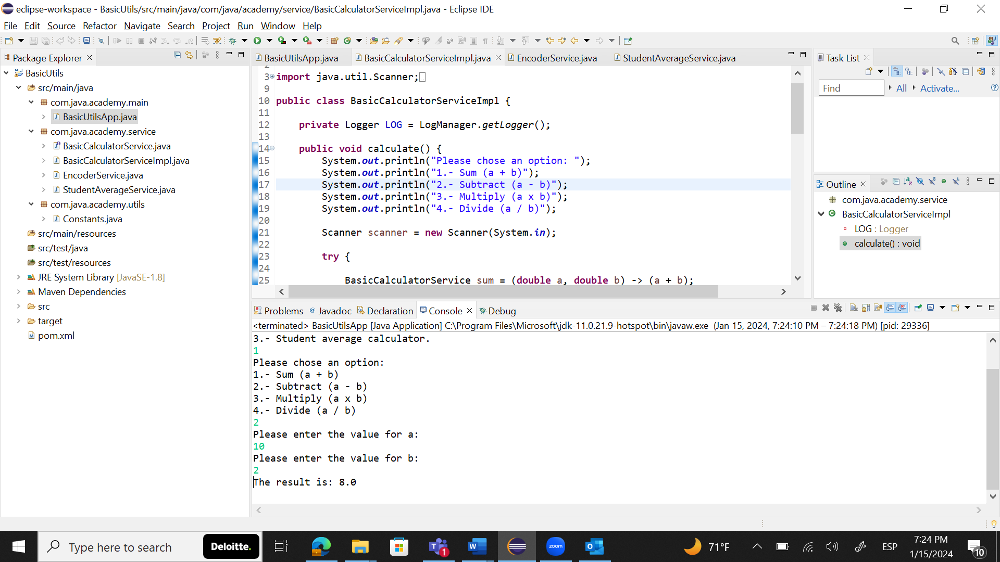 eclipse-workspace - BasicUtils/src/main/java/com/java/academy/service/BasicCalculatorServiceImpl.java - Eclipse IDE
File Edit Source Refactor Navigate Search Project Run Window Help
Package Explorer
BasicUtils
src/main/java
com.java.academy.main
BasicUtilsApp.java
com.java.academy.service
BasicCalculatorService.java
BasicCalculatorServiceImpl.java
EncoderService.java
StudentAverageService.java
com.java.academy.utils
Constants.java
src/main/resources
src/test/java
src/test/resources
JRE System Library [JavaSE-1.8]
Maven Dependencies
src
target
pom.xml
BasicUtilsApp.java BasicCalculatorServiceImpl.java EncoderService.java StudentAverageService.java
2
3 import java.util.Scanner;
9
10 public class BasicCalculatorServiceImpl {
11
12 private Logger LOG = LogManager.getLogger();
13
14 public void calculate() {
15 System.out.println("Please chose an option: ");
16 System.out.println("1.- Sum (a + b)");
17 System.out.println("2.- Subtract (a - b)");
18 System.out.println("3.- Multiply (a x b)");
19 System.out.println("4.- Divide (a / b)");
20
21 Scanner scanner = new Scanner(System.in);
22
23 try {
24
25 BasicCalculatorService sum = (double a, double b) -> (a + b);
Task List
Find All Activate...
Outline
com.java.academy.service
BasicCalculatorServiceImpl
LOG : Logger
calculate() : void
Problems @ Javadoc Declaration Console Debug
<terminated> BasicUtilsApp [Java Application] C:\Program Files\Microsoft\jdk-11.0.21.9-hotspot\bin\javaw.exe (Jan 15, 2024, 7:24:10 PM – 7:24:18 PM) [pid: 29336]
3.- Student average calculator.
1
Please chose an option:
1.- Sum (a + b)
2.- Subtract (a - b)
3.- Multiply (a x b)
4.- Divide (a / b)
2
Please enter the value for a:
10
Please enter the value for b:
2
The result is: 8.0
Type here to search
Deloitte.
1
zoom
71°F
ESP
7:24 PM
1/15/2024
10